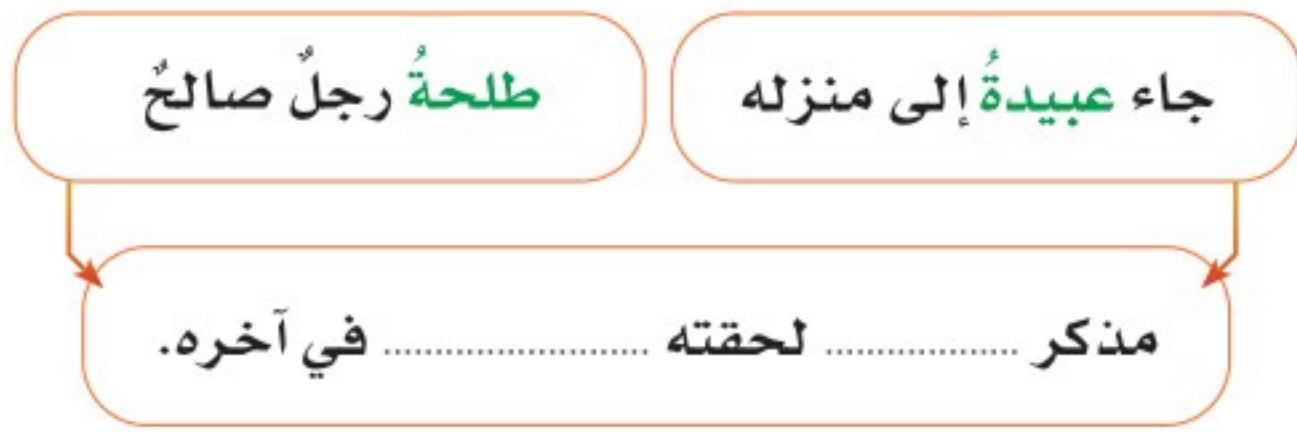 جاء عبيدةُ إلى منزله
طلحةُ رجلٌ صالحٌ
مذكر ................ لحقته ................... في آخره.